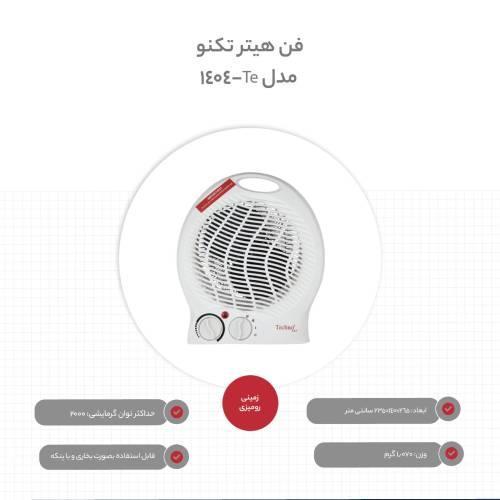 فن هیتر تکنو
مدل Te-۱۴۰۴
Techno
زمینی
رومیزی
ابعاد: ۲۳۵×۱۴۰×۲۶۵ سانتی متر
حداکثر توان گرمایشی: ۲۰۰۰
وزن: ۱٫۰۷۰ گرم
قابل استفاده بصورت بخاری و یا پنکه